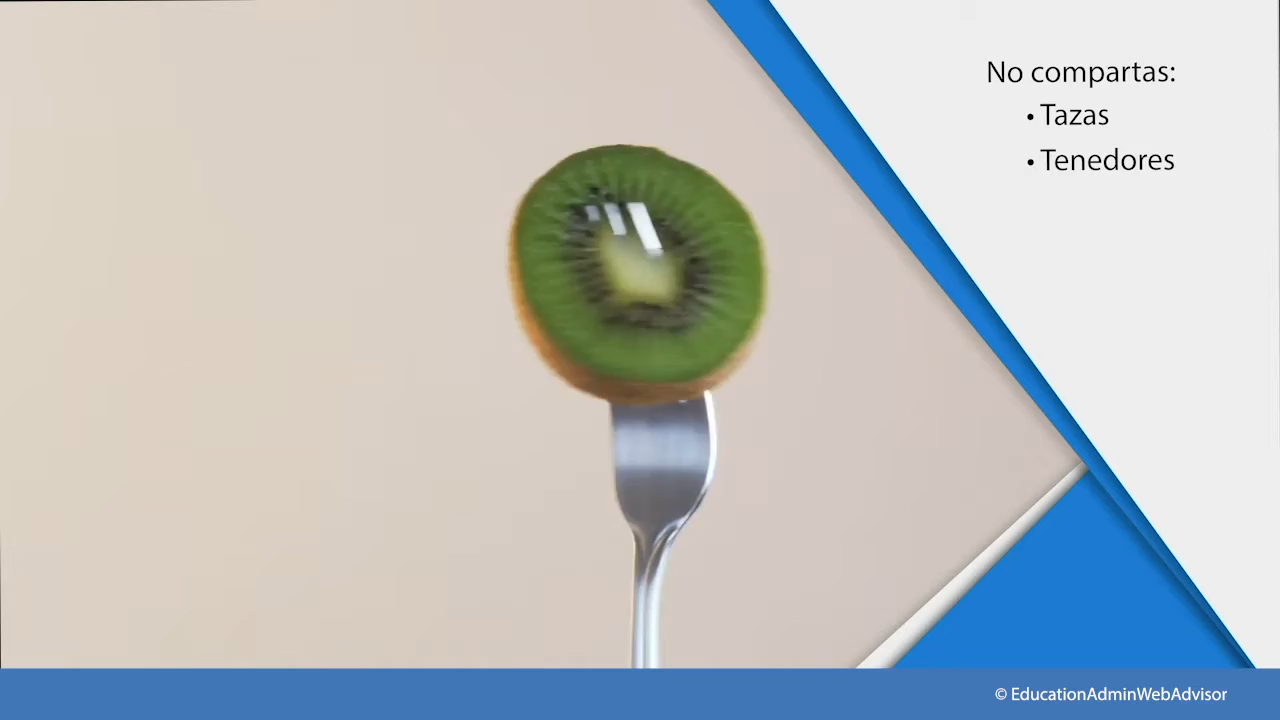 No compartas:
• Tazas
• Tenedores
© EducationAdminWebAdvisor